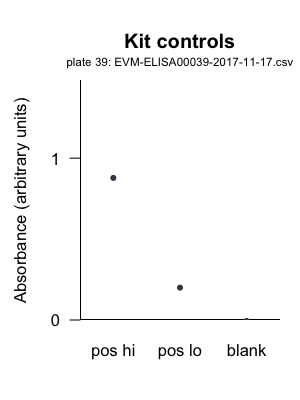 Kit controls
plate 39: EVM-ELISA00039-2017-11-17.csv
Absorbance (arbitrary units)
1
0
pos hi pos lo blank